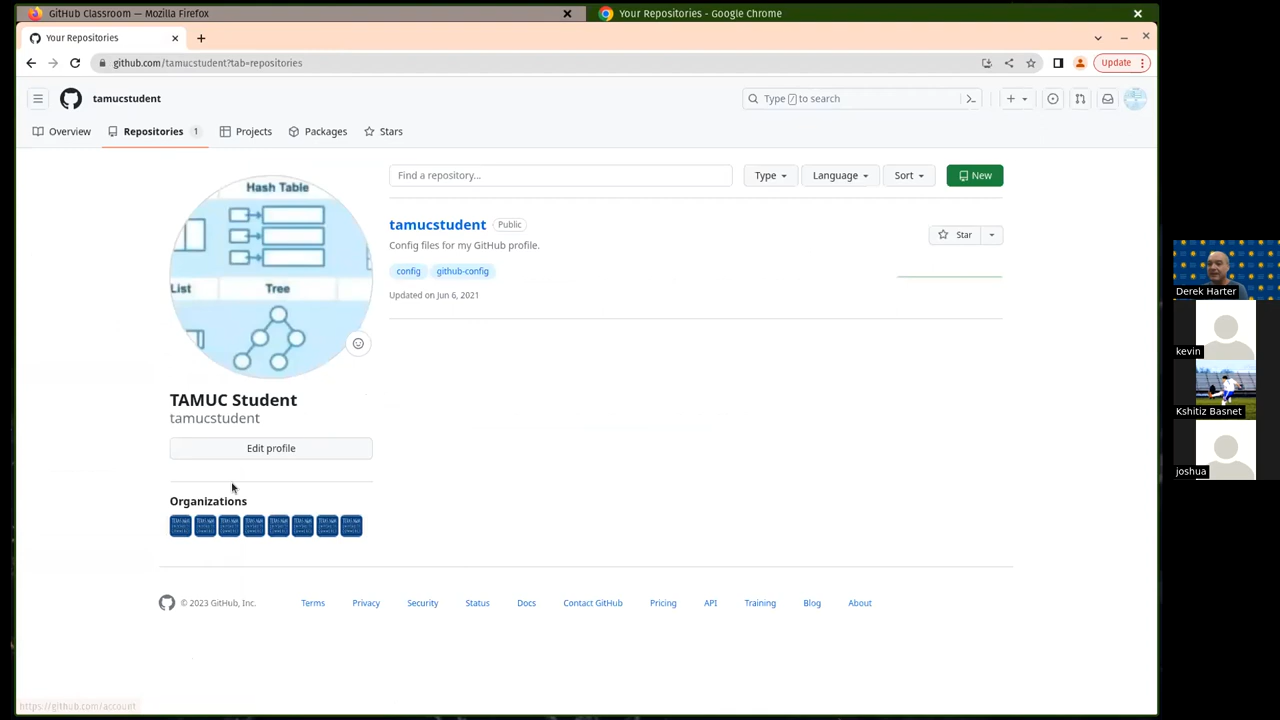 GitHub Classroom — Mozilla Firefox
Your Repositories - Google Chrome
Your Repositories
github.com/tamucstudent?tab=repositories
Update
tamucstudent
Type / to search
Overview
Repositories 1
Projects
Packages
Stars
Find a repository...
Type
Language
Sort
New
Hash Table
List
Tree
tamucstudent Public
Config files for my GitHub profile.
config github-config
Updated on Jun 6, 2021
Star
TAMUC Student
tamucstudent
Edit profile
Organizations
© 2023 GitHub, Inc.
Terms
Privacy
Security
Status
Docs
Contact GitHub
Pricing
API
Training
Blog
About
https://github.com/account
Derek Harter
kevin
Kshitiz Basnet
joshua